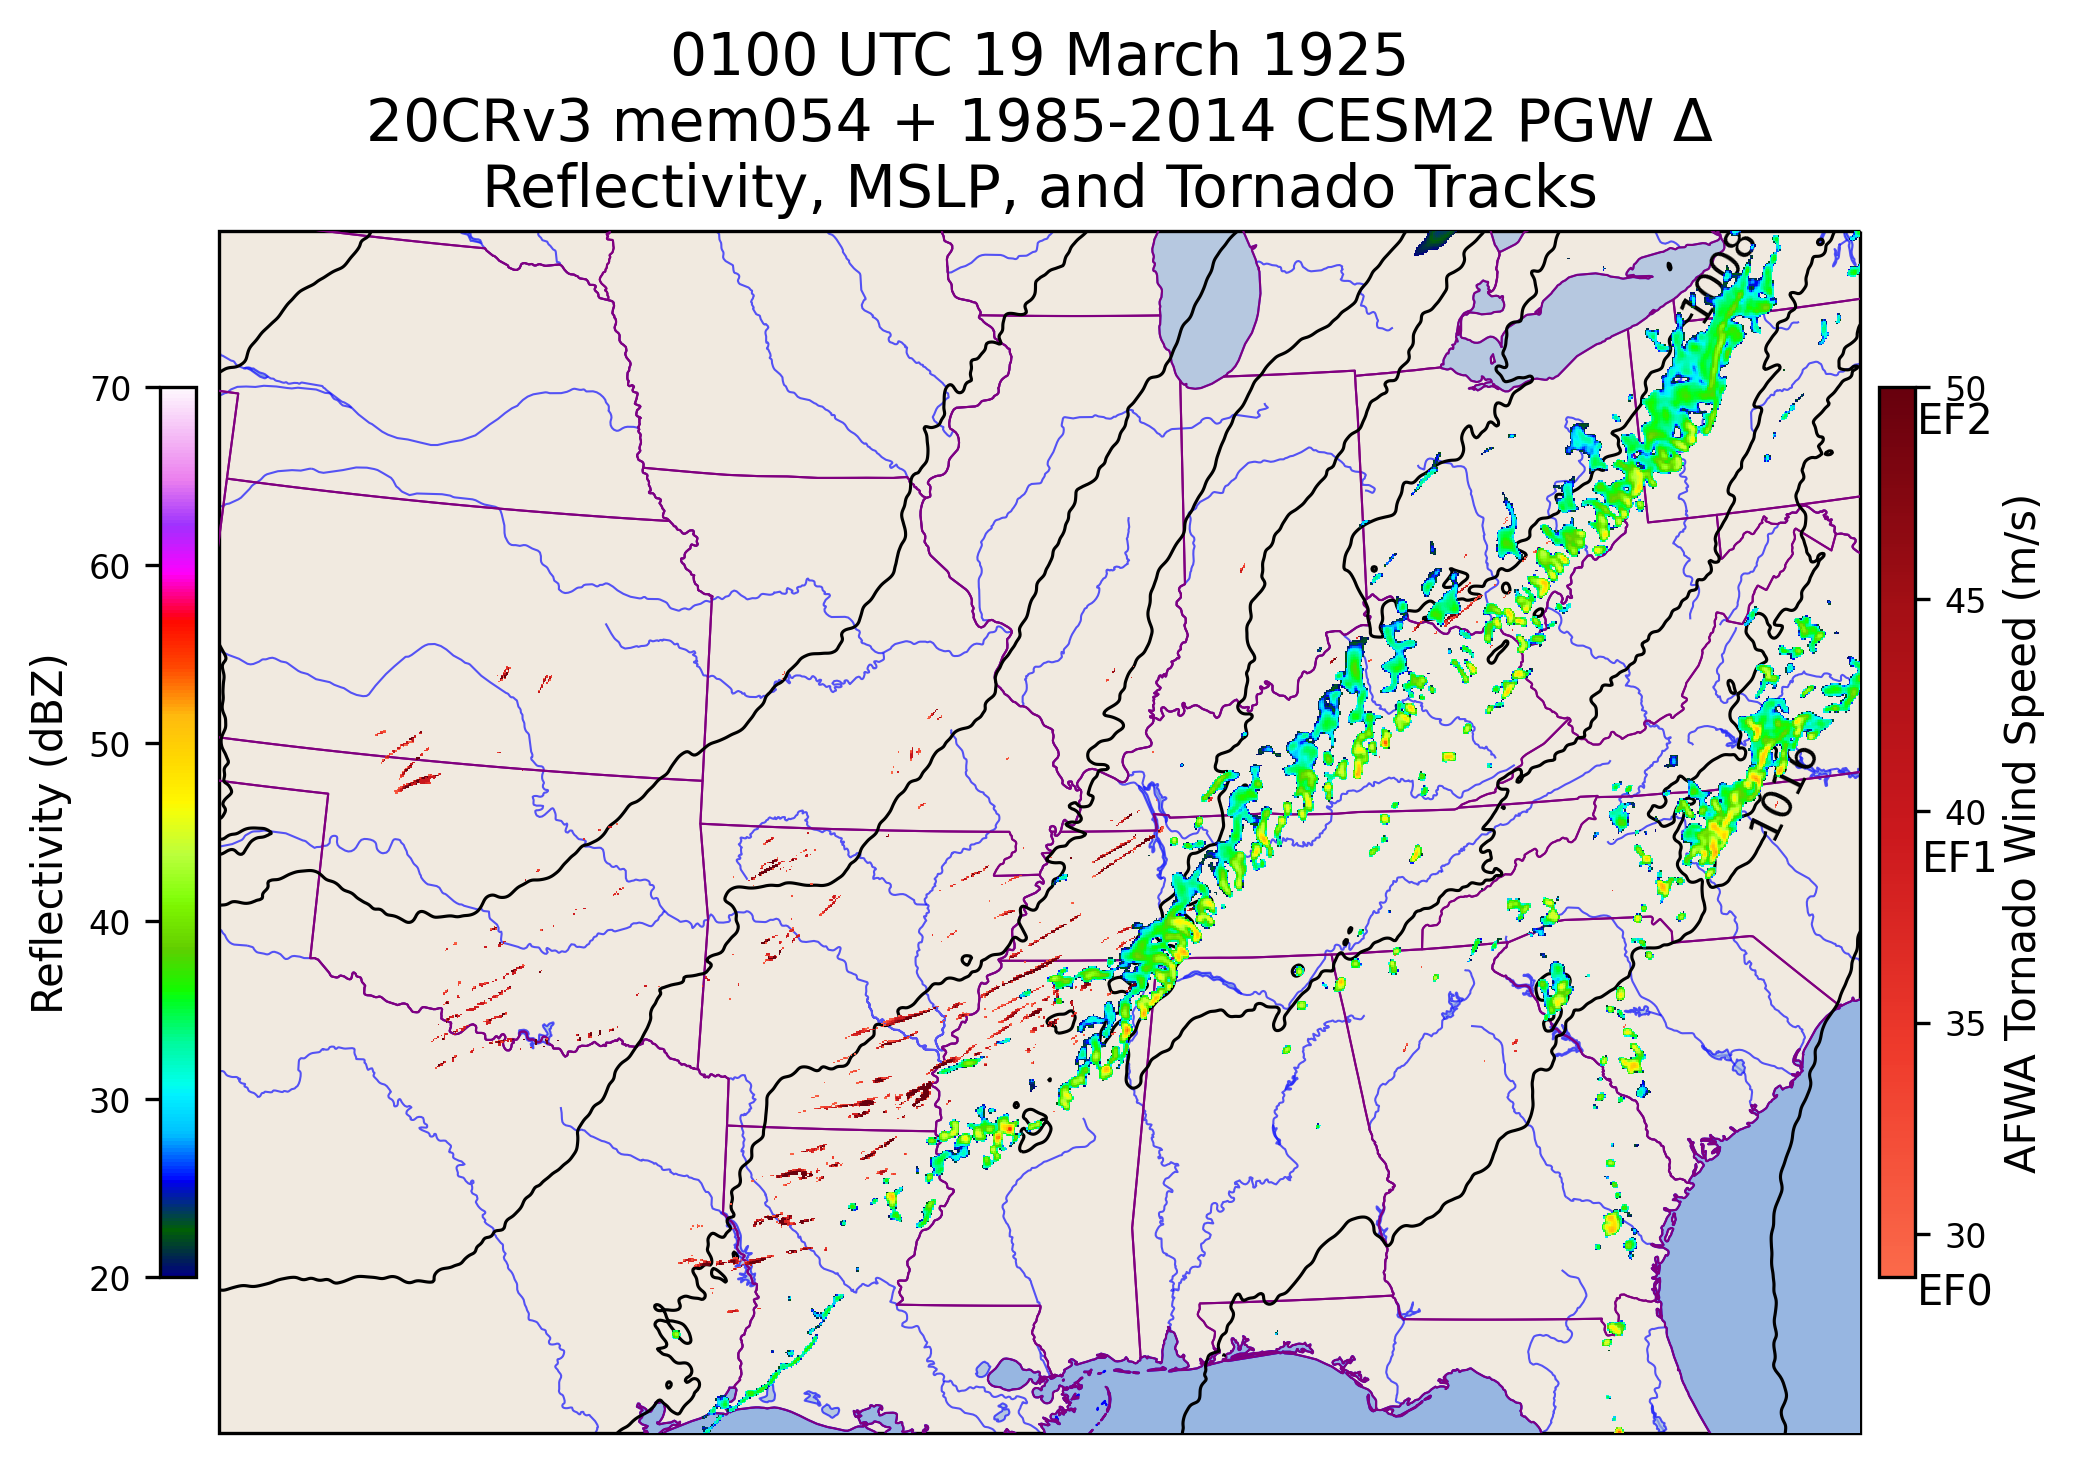 0100 UTC 19 March 1925
20CRv3 mem054 + 1985-2014 CESM2 PGW Δ
Reflectivity, MSLP, and Tornado Tracks
1008
1016
70
60
50
40
30
20
Reflectivity (dBZ)
50
EF2
45
40
EF1
35
30
EF0
AFWA Tornado Wind Speed (m/s)